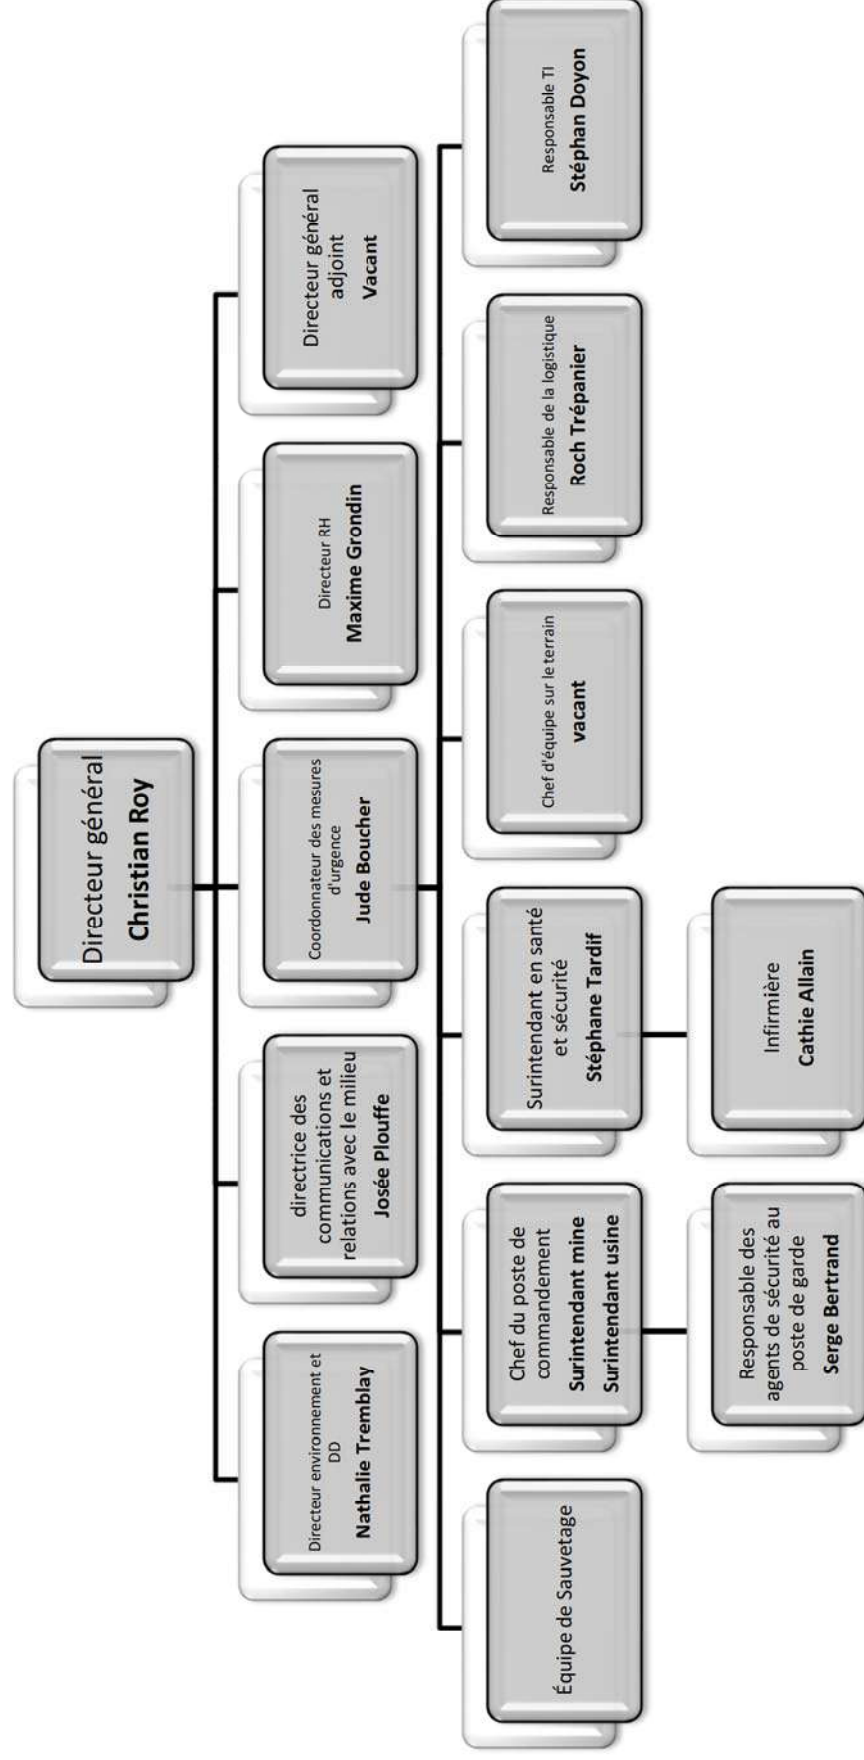 Directeur général
Christian Roy
Directeur environnement et
DD
Nathalie Tremblay
directrice des
communications et
relations avec le milieu
Josée Plouffe
Coordonnateur des mesures
d'urgence
Jude Boucher
Directeur RH
Maxime Grondin
Directeur général
adjoint
Vacant
Équipe de Sauvetage
Chef du poste de
commandement
Surintendant mine
Surintendant usine
Surintendant en santé
et sécurité
Stéphane Tardif
Chef d'équipe sur le terrain
vacant
Responsable de la logistique
Roch Trépanier
Responsable TI
Stéphan Doyon
Responsable des
agents de sécurité au
poste de garde
Serge Bertrand
Infirmière
Cathie Allain